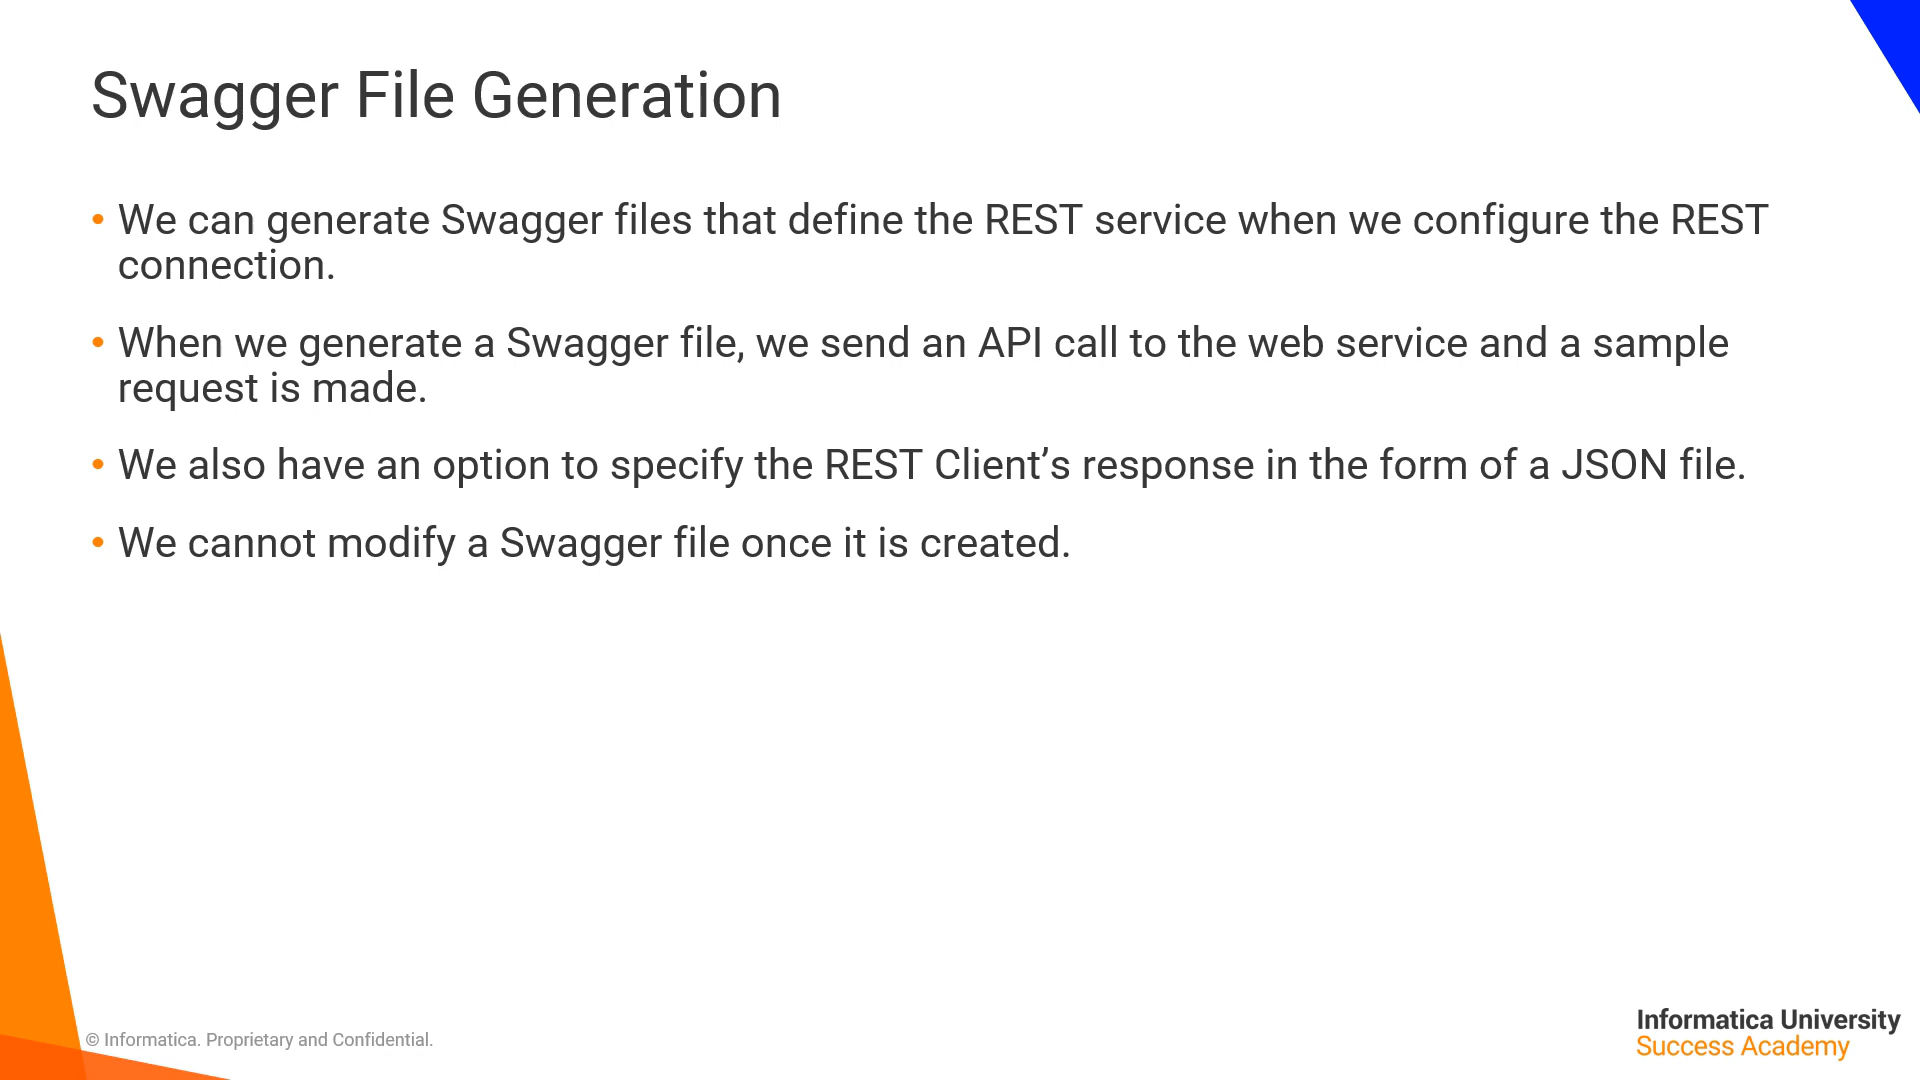 Swagger File Generation
• We can generate Swagger files that define the REST service when we configure the REST
connection.
• When we generate a Swagger file, we send an API call to the web service and a sample
request is made.
• We also have an option to specify the REST Client’s response in the form of a JSON file.
• We cannot modify a Swagger file once it is created.
© Informatica. Proprietary and Confidential.
Informatica University
Success Academy